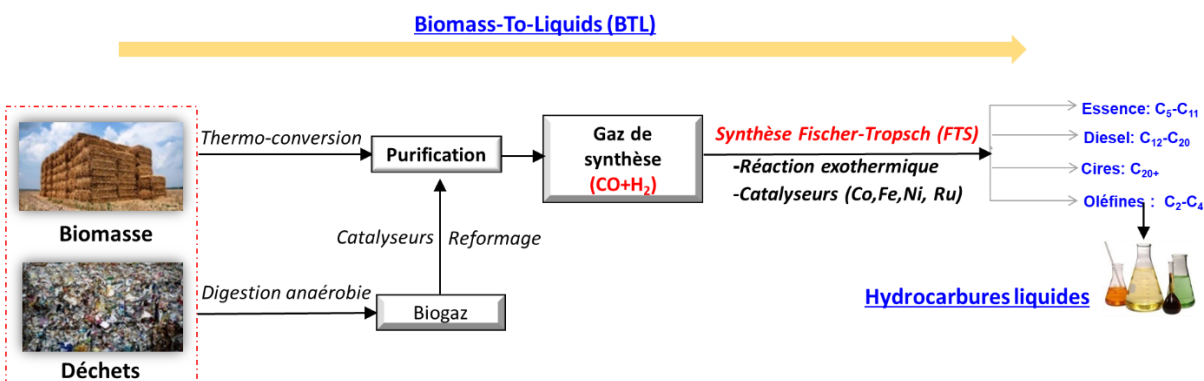 Biomass-To-Liquids (BTL)
Thermo-conversion
Purification
Gaz de
synthèse
(CO+H₂)
Synthèse Fischer-Tropsch (FTS)
-Réaction exothermique
-Catalyseurs (Co,Fe,Ni, Ru)
Essence: C₅-C₁₁
Diesel: C₁₂-C₂₀
Cires: C₂₀₊
Oléfines : C₂-C₄
Biomasse
Catalyseurs Reformage
Digestion anaérobie
Biogaz
Hydrocarbures liquides
Déchets